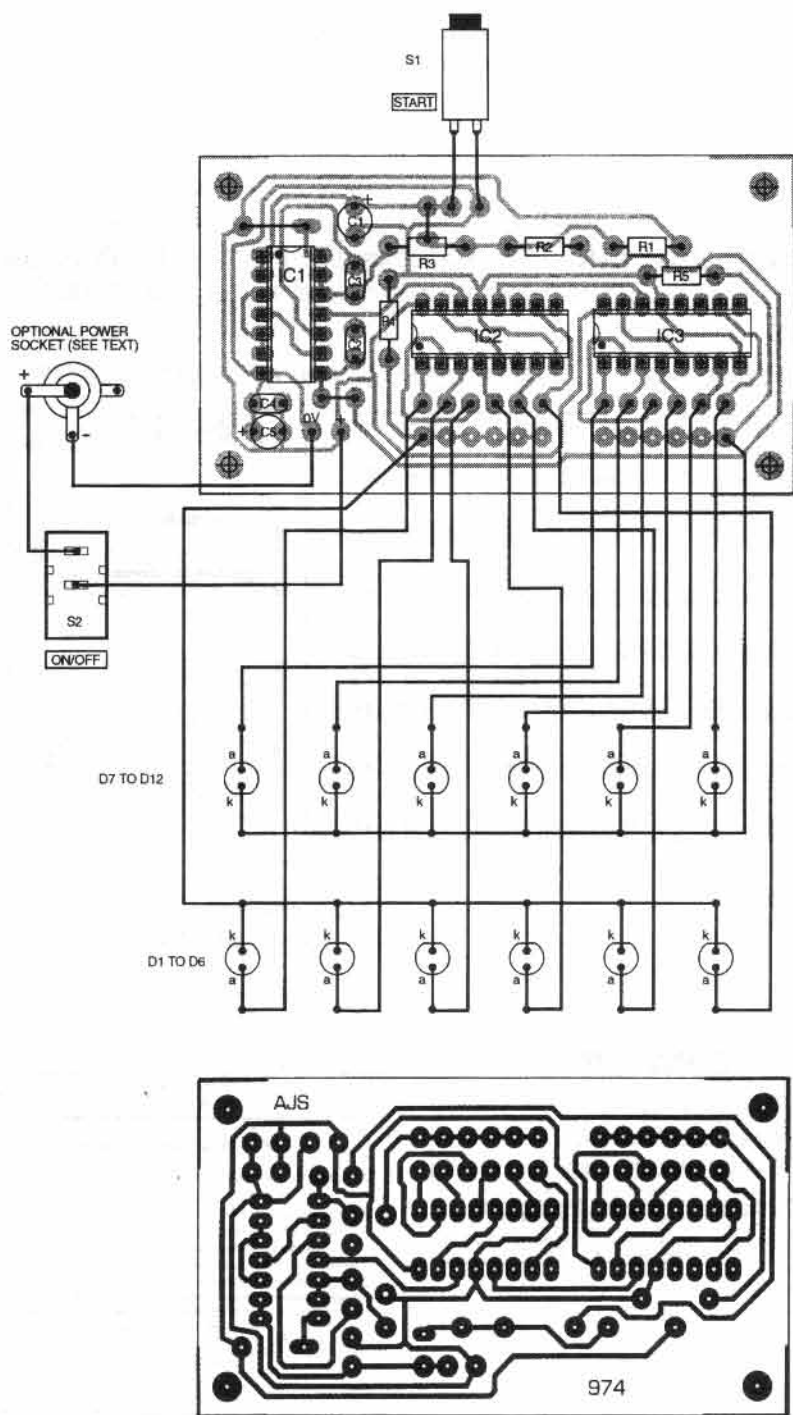 S1
START
+
C1
IC1
C3
R3
R2
R1
R5
R4
IC2
IC3
C2
OPTIONAL POWER
SOCKET (SEE TEXT)
+
-
C4
+
C5
0V
+
S2
ON/OFF
D7 TO D12
a
a
a
a
a
a
k
k
k
k
k
k
D1 TO D6
k
k
k
k
k
k
a
a
a
a
a
a
AJS
974